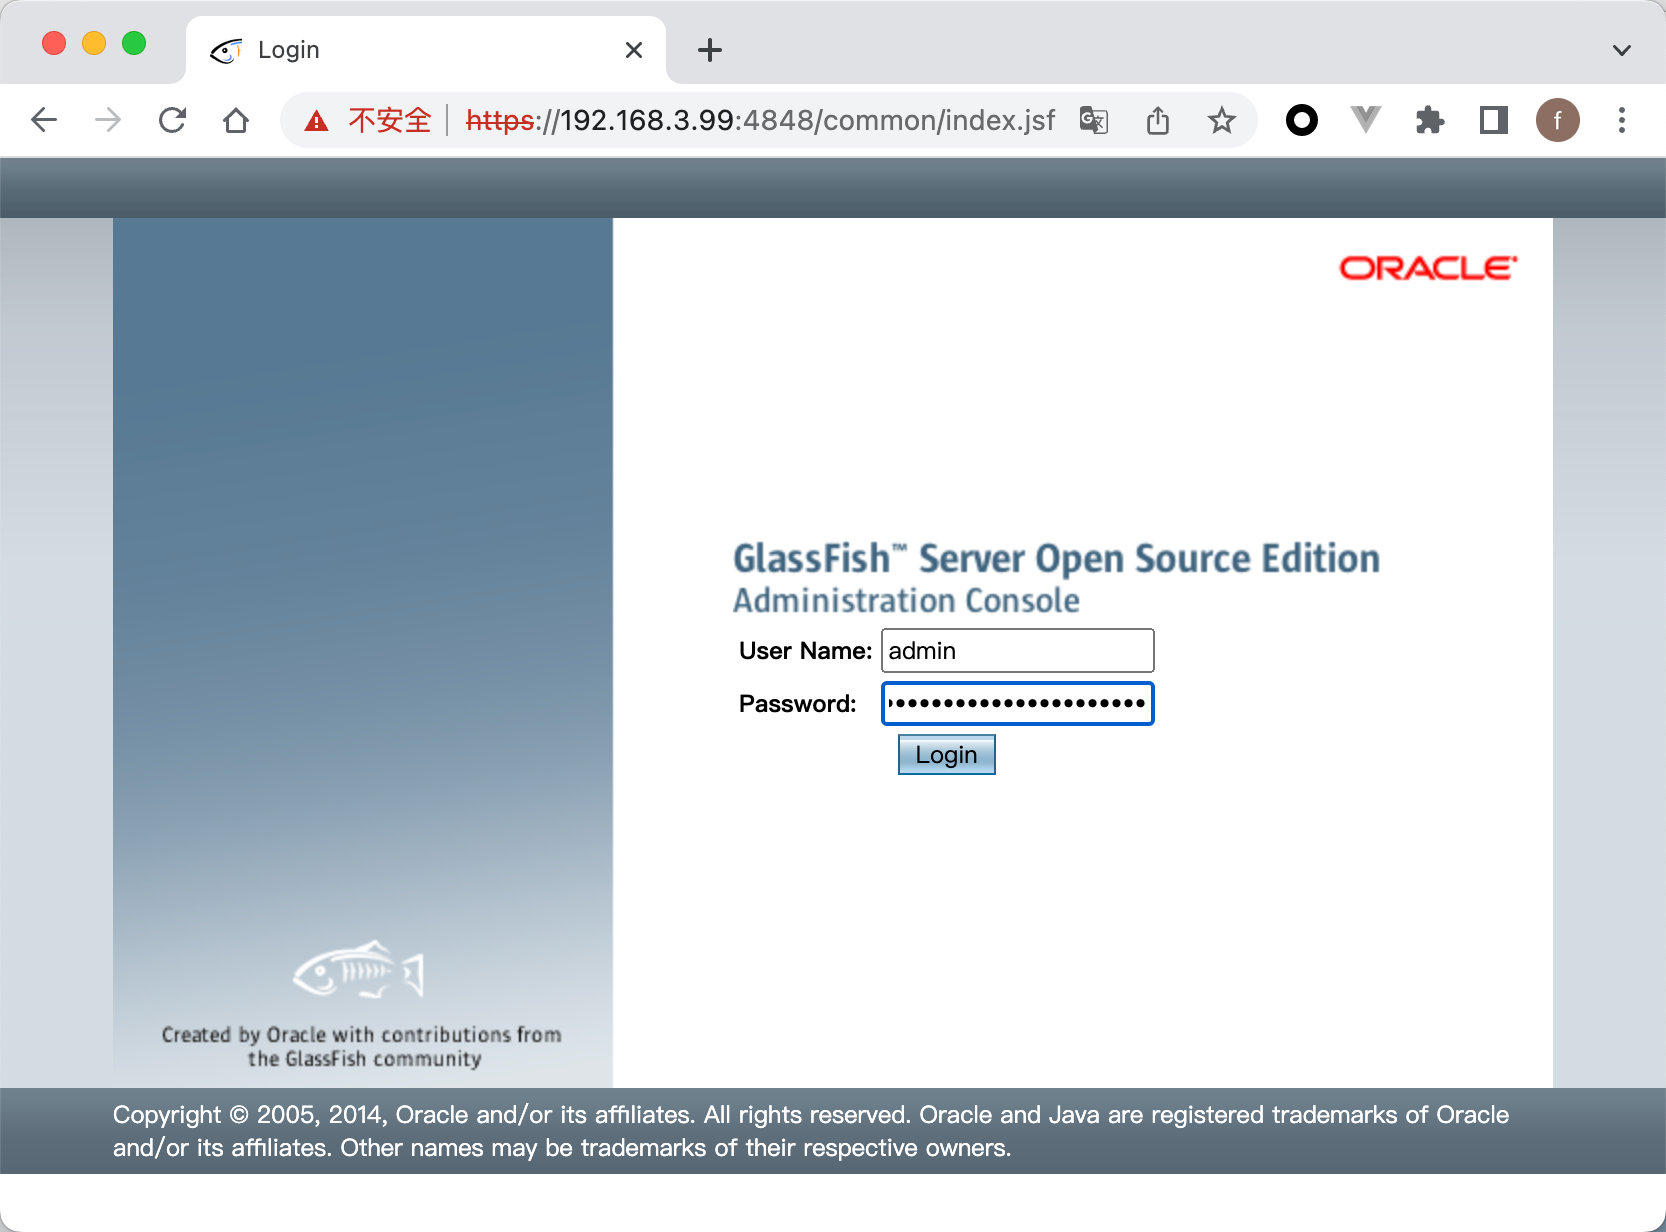 Login
不安全 https://192.168.3.99:4848/common/index.jsf
f
ORACLE
GlassFish™ Server Open Source Edition
Administration Console
User Name: admin
Password: ••••••••••••••••••••••
Login
Created by Oracle with contributions from
the GlassFish community
Copyright © 2005, 2014, Oracle and/or its affiliates. All rights reserved. Oracle and Java are registered trademarks of Oracle
and/or its affiliates. Other names may be trademarks of their respective owners.